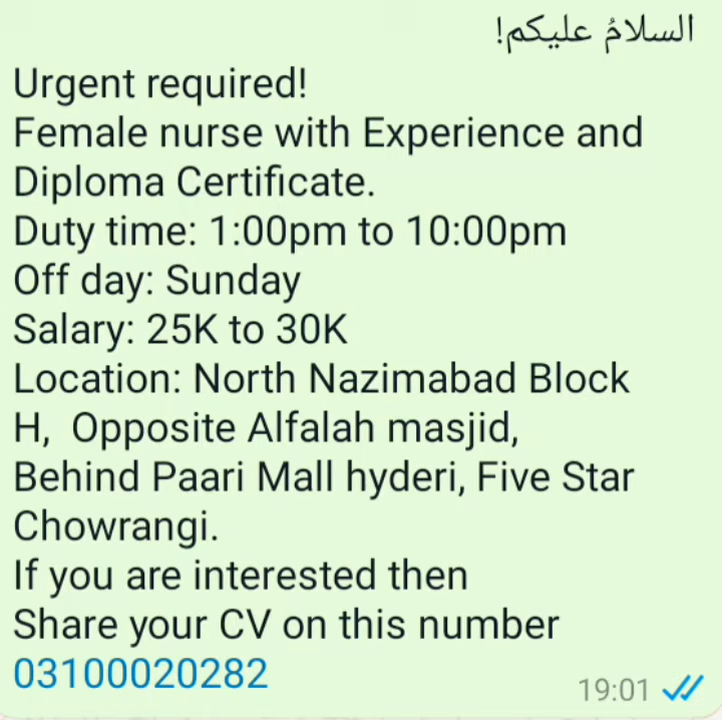 السلامُ علیکم!
Urgent required!
Female nurse with Experience and
Diploma Certificate.
Duty time: 1:00pm to 10:00pm
Off day: Sunday
Salary: 25K to 30K
Location: North Nazimabad Block
H,  Opposite Alfalah masjid,
Behind Paari Mall hyderi, Five Star
Chowrangi.
If you are interested then
Share your CV on this number
03100020282
19:01